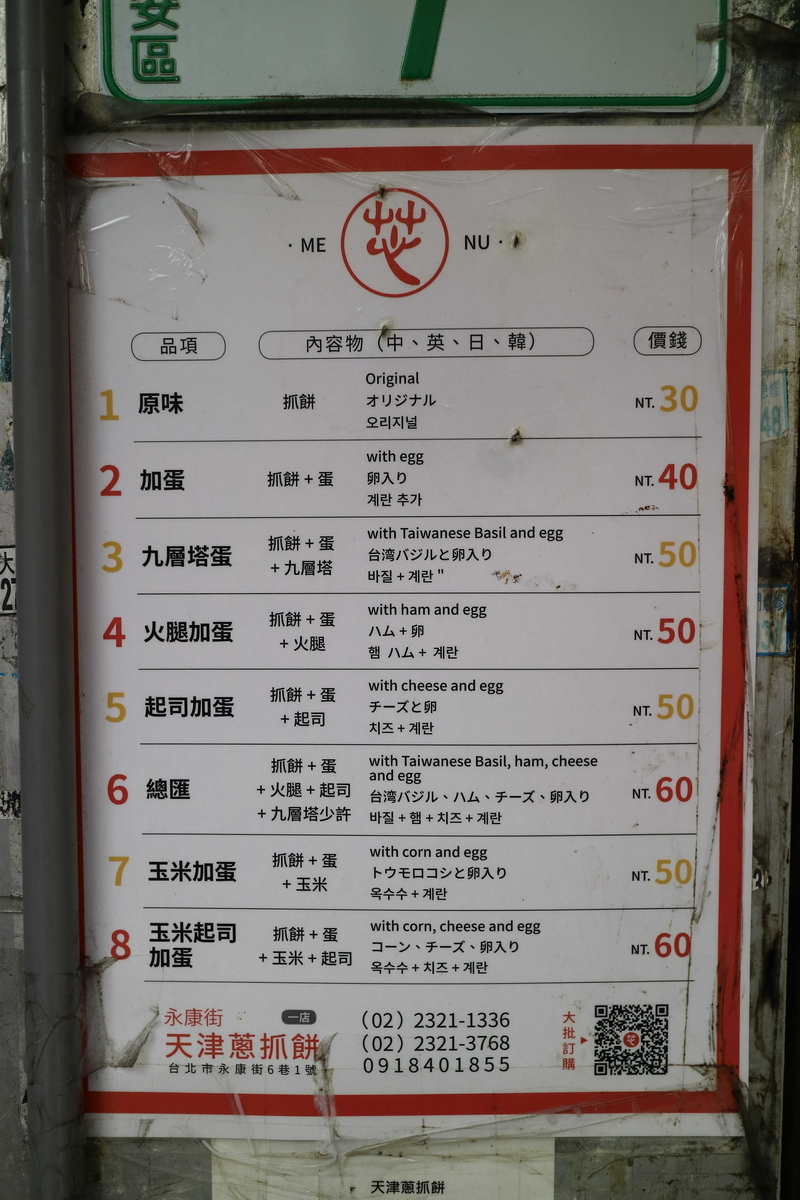 安區
7
· ME
NU ·
品項
內容物（中、英、日、韓）
價錢
1 原味
抓餅
Original
オリジナル
오리지널
NT. 30
2 加蛋
抓餅 + 蛋
with egg
卵入り
계란 추가
NT. 40
3 九層塔蛋
抓餅 + 蛋
+ 九層塔
with Taiwanese Basil and egg
台湾バジルと卵入り
바질 + 계란 "
NT. 50
4 火腿加蛋
抓餅 + 蛋
+ 火腿
with ham and egg
ハム + 卵
햄 ハム + 계란
NT. 50
5 起司加蛋
抓餅 + 蛋
+ 起司
with cheese and egg
チーズと卵
치즈 + 계란
NT. 50
6 總匯
抓餅 + 蛋
+ 火腿 + 起司
+ 九層塔少許
with Taiwanese Basil, ham, cheese
and egg
台湾バジル、ハム、チーズ、卵入り
바질 + 햄 + 치즈 + 계란
NT. 60
7 玉米加蛋
抓餅 + 蛋
+ 玉米
with corn and egg
トウモロコシと卵入り
옥수수 + 계란
NT. 50
8 玉米起司
加蛋
抓餅 + 蛋
+ 玉米 + 起司
with corn, cheese and egg
コーン、チーズ、卵入り
옥수수 + 치즈 + 계란
NT. 60
永康街 一店
天津蔥抓餅
台北市永康街6巷1號
（02）2321-1336
（02）2321-3768
0918401855
大批訂購
天津蔥抓餅